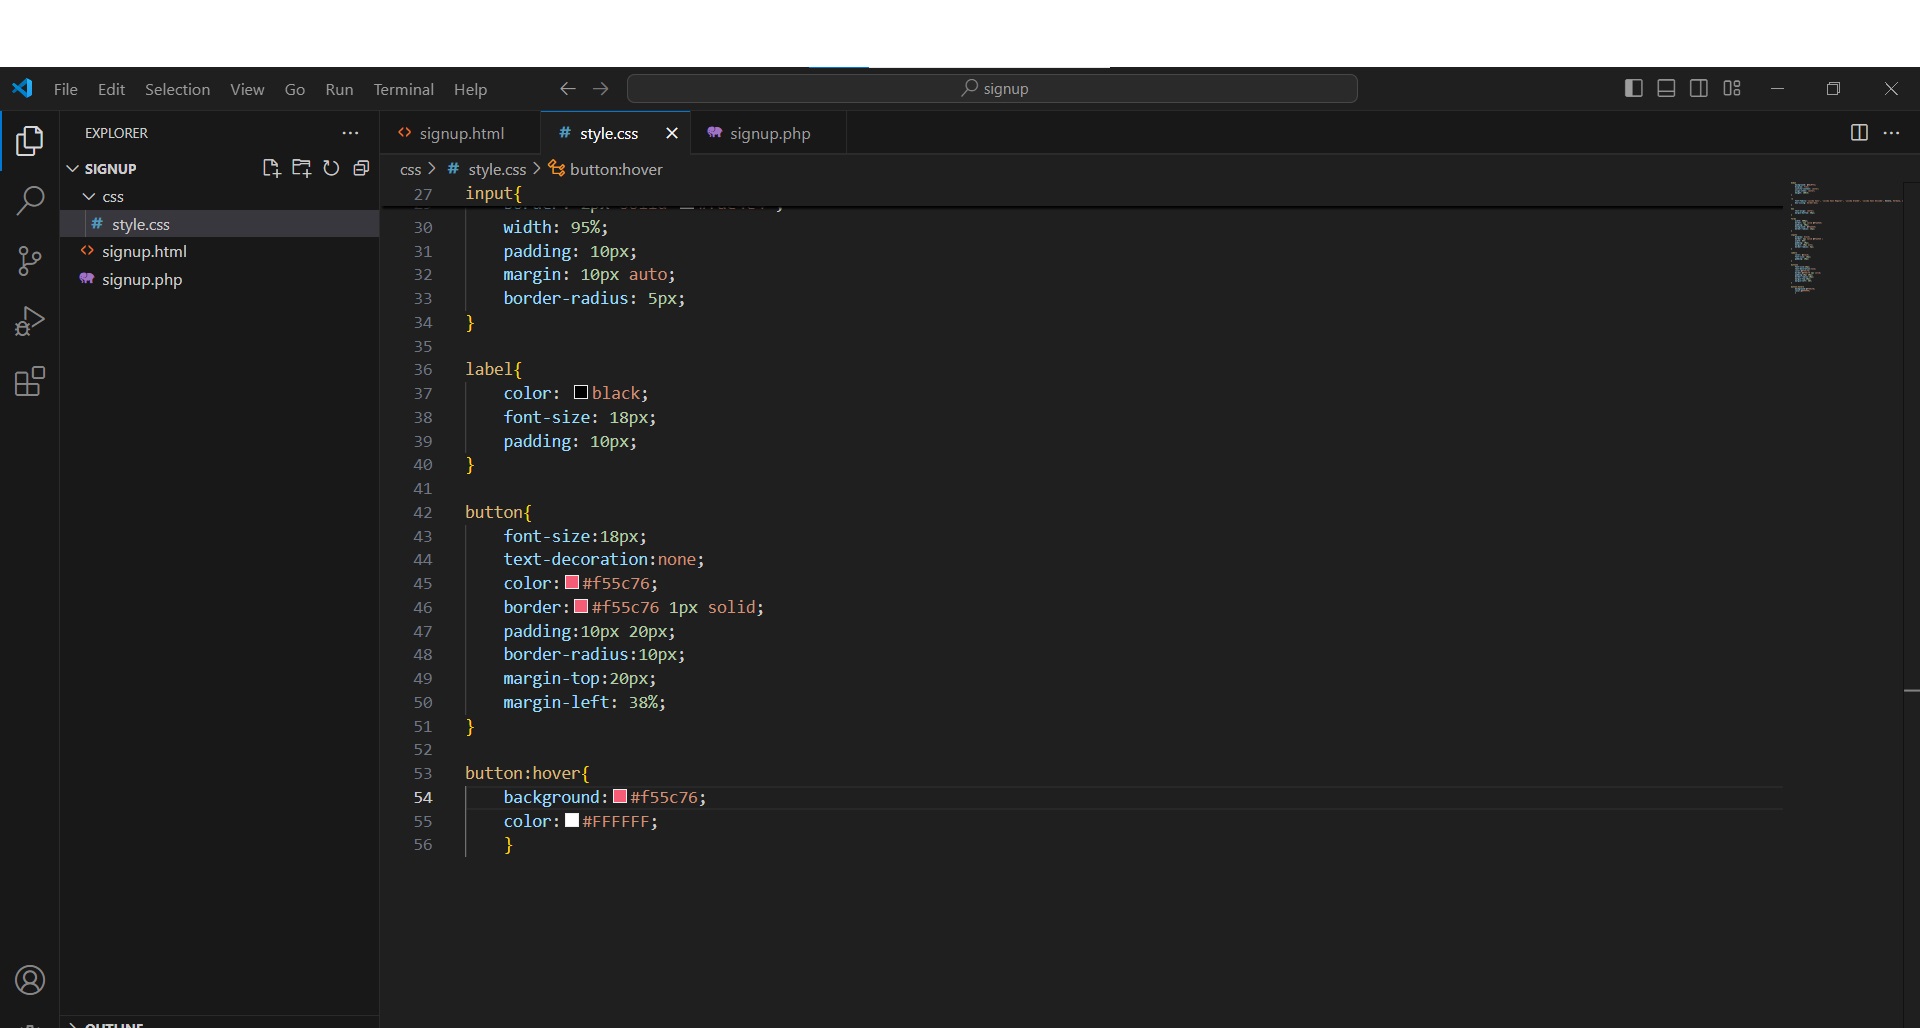 File Edit Selection View Go Run Terminal Help signup
EXPLORER
SIGNUP
css
# style.css
<> signup.html
signup.php
<> signup.html # style.css signup.php
css > # style.css > button:hover
27 input{
30 width: 95%;
31 padding: 10px;
32 margin: 10px auto;
33 border-radius: 5px;
34 }
35
36 label{
37 color: black;
38 font-size: 18px;
39 padding: 10px;
40 }
41
42 button{
43 font-size:18px;
44 text-decoration:none;
45 color:#f55c76;
46 border:#f55c76 1px solid;
47 padding:10px 20px;
48 border-radius:10px;
49 margin-top:20px;
50 margin-left: 38%;
51 }
52
53 button:hover{
54 background:#f55c76;
55 color:#FFFFFF;
56 }
OUTLINE